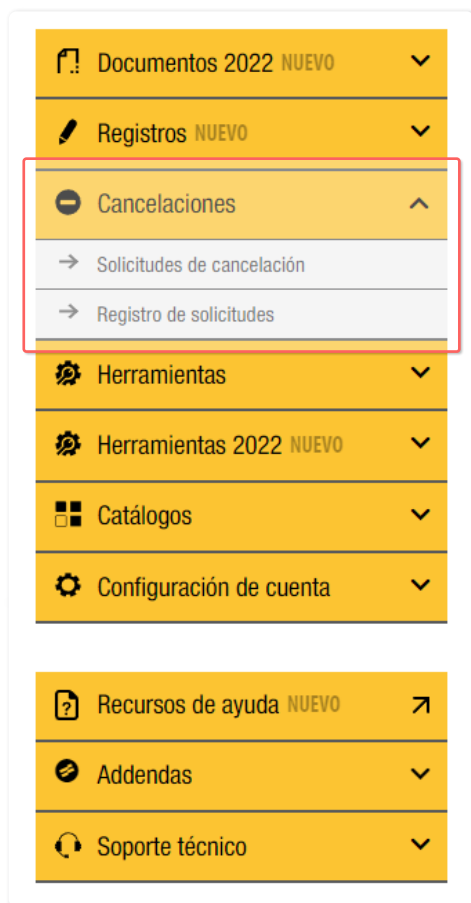 Documentos 2022 NUEVO
Registros NUEVO
Cancelaciones
Solicitudes de cancelación
Registro de solicitudes
Herramientas
Herramientas 2022 NUEVO
Catálogos
Configuración de cuenta
Recursos de ayuda NUEVO
Addendas
Soporte técnico